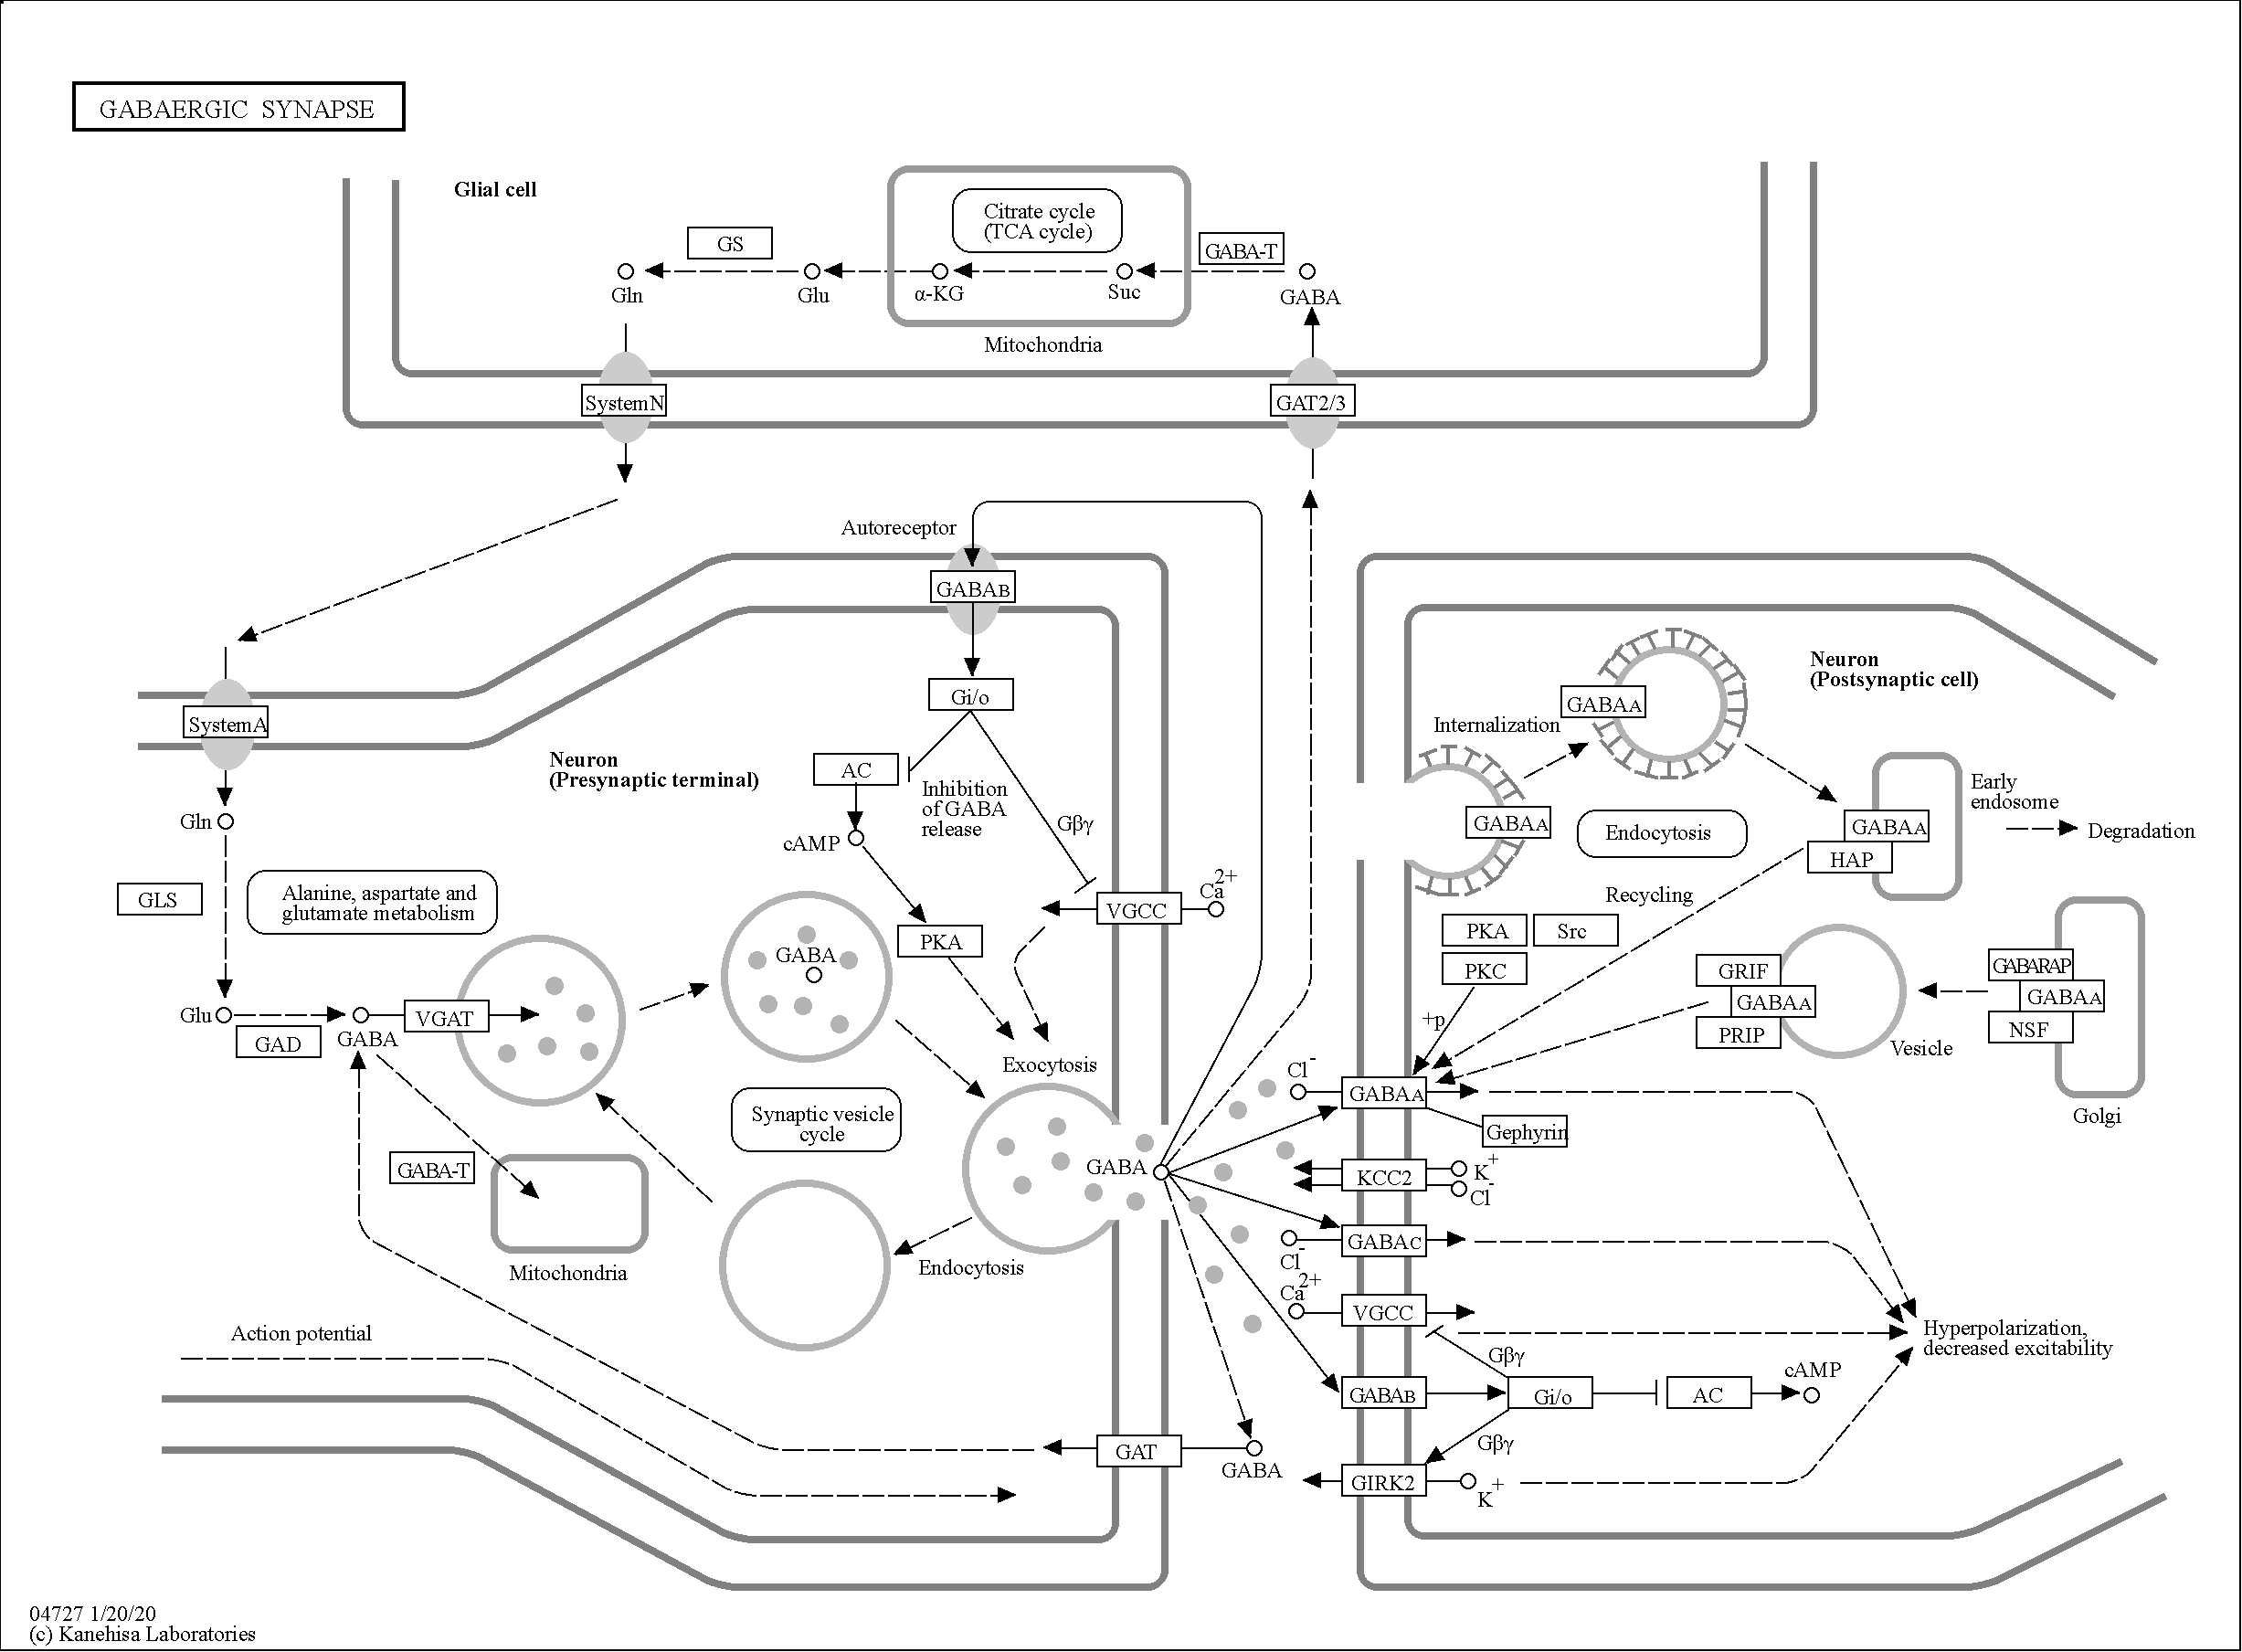 GABAERGIC SYNAPSE
Glial cell
Citrate cycle
(TCA cycle)
GS
GABA-T
Gln
Glu
α-KG
Suc
GABA
Mitochondria
SystemN
GAT2/3
Autoreceptor
GABAB
Gi/o
SystemA
Neuron
(Presynaptic terminal)
AC
Inhibition
of GABA
release
Gβγ
cAMP
Gln
GLS
Alanine, aspartate and
glutamate metabolism
Ca2+
VGCC
PKA
GABA
Glu
GAD
GABA
VGAT
Exocytosis
Synaptic vesicle
cycle
GABA
GABA-T
Mitochondria
Endocytosis
Action potential
GAT
GABA
Neuron
(Postsynaptic cell)
GABAA
Internalization
GABAA
Endocytosis
Early
endosome
GABAA
HAP
Degradation
Recycling
PKA
Src
PKC
+p
GRIF
GABAA
PRIP
Vesicle
GABARAP
GABAA
NSF
Golgi
Cl-
GABAA
Gephyrin
KCC2
K+
Cl-
GABAC
Cl-
Ca2+
VGCC
Hyperpolarization,
decreased excitability
Gβγ
GABAB
Gi/o
AC
cAMP
Gβγ
GIRK2
K+
04727 1/20/20
(c) Kanehisa Laboratories